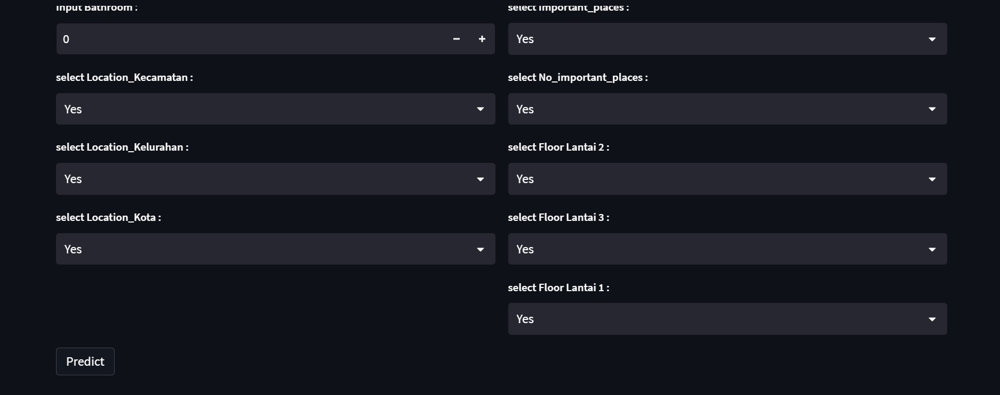 Input Bathroom :
0
select Location_Kecamatan :
Yes
select Location_Kelurahan :
Yes
select Location_Kota :
Yes
select Important_places :
Yes
select No_important_places :
Yes
select Floor Lantai 2 :
Yes
select Floor Lantai 3 :
Yes
select Floor Lantai 1 :
Yes
Predict